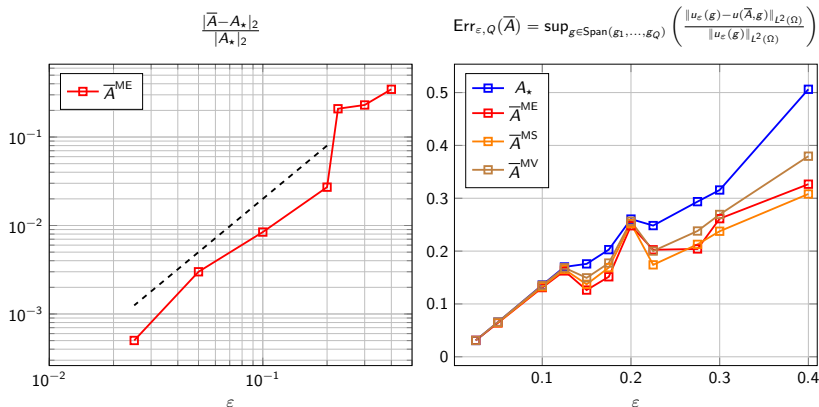 |A̅−A⋆|₂ / |A⋆|₂
A̅ᴹᴱ
10⁻¹
10⁻²
10⁻³
10⁻² 10⁻¹
ε
Err_{ε,Q}(A̅) = sup_{g∈Span(g₁,...,g_Q)} ( ‖u_ε(g)−u(A̅,g)‖_{L²(Ω)} / ‖u_ε(g)‖_{L²(Ω)} )
A⋆
A̅ᴹᴱ
A̅ᴹˢ
A̅ᴹⱽ
0.5
0.4
0.3
0.2
0.1
0
0.1 0.2 0.3 0.4
ε